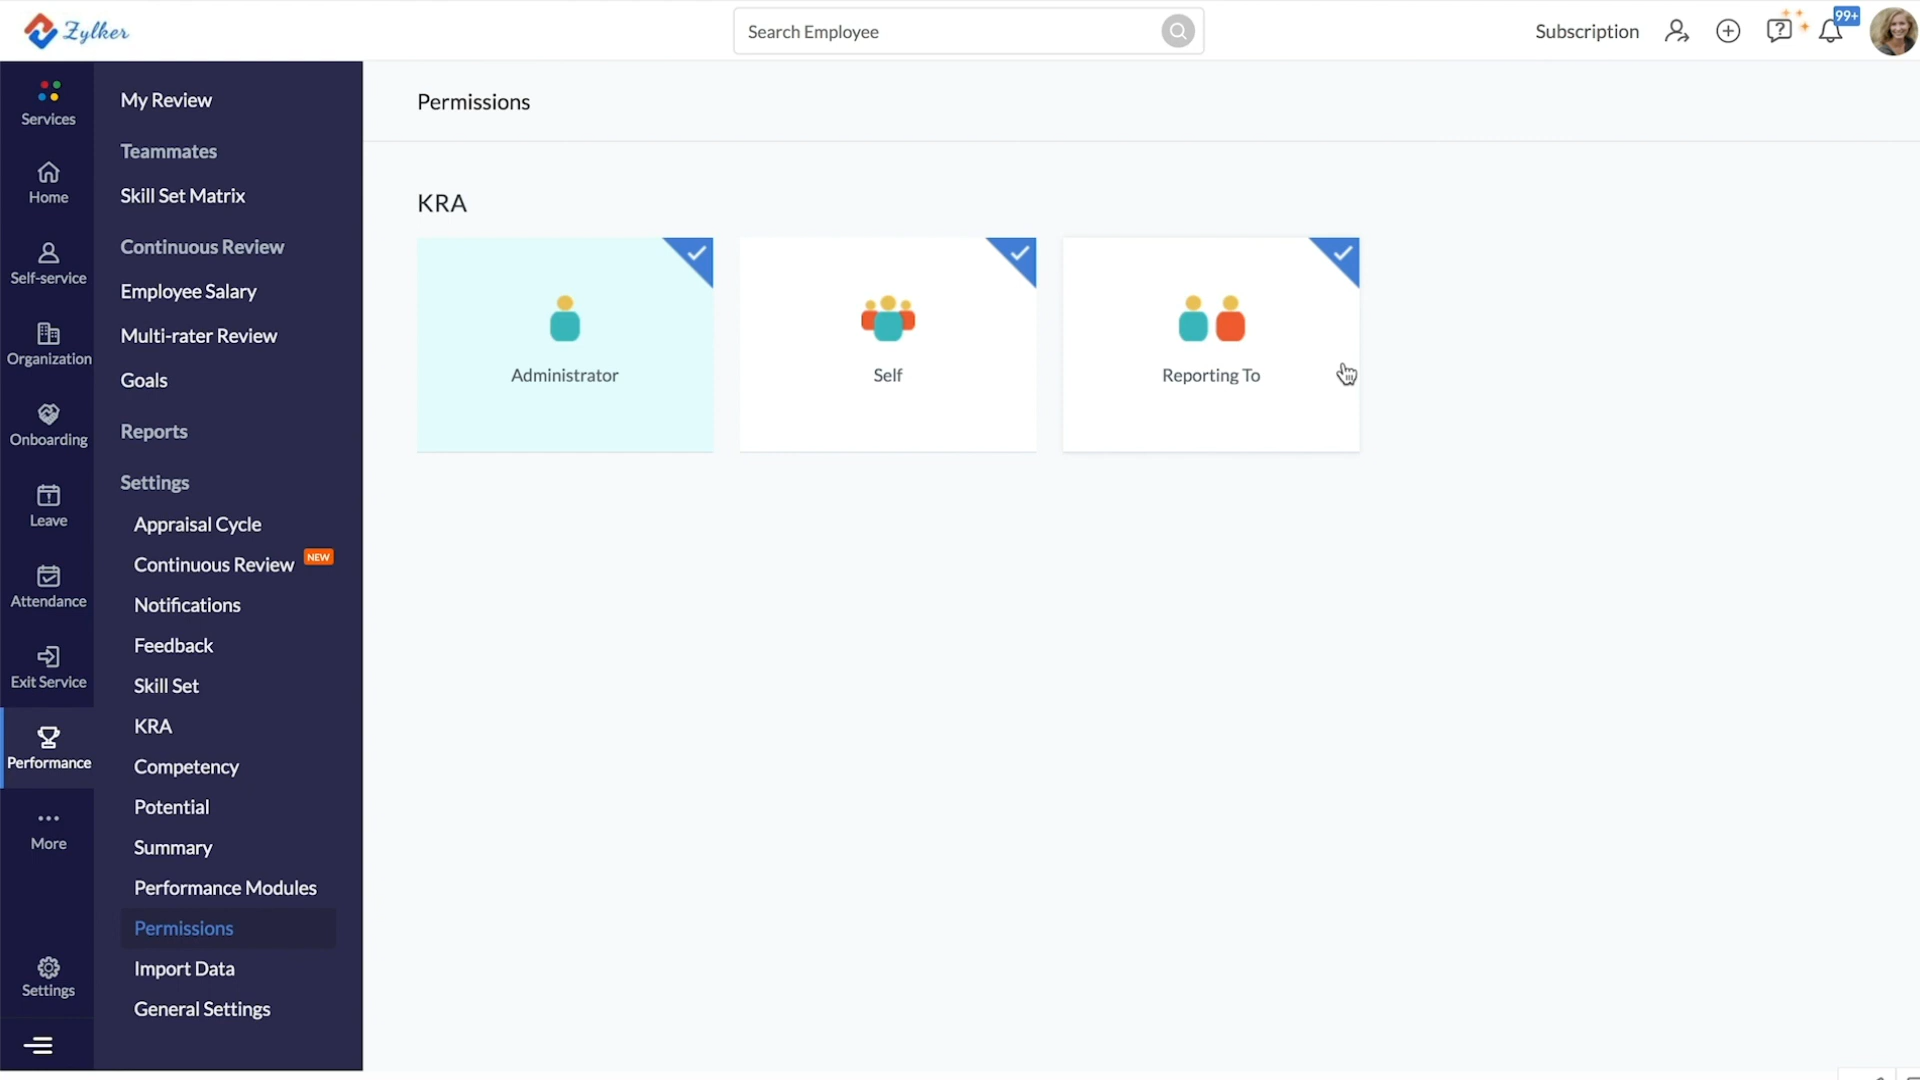 Zylker
Search Employee
Subscription
99+
Services
Home
Self-service
Organization
Onboarding
Leave
Attendance
Exit Service
Performance
More
Settings
My Review
Teammates
Skill Set Matrix
Continuous Review
Employee Salary
Multi-rater Review
Goals
Reports
Settings
Appraisal Cycle
Continuous Review NEW
Notifications
Feedback
Skill Set
KRA
Competency
Potential
Summary
Performance Modules
Permissions
Import Data
General Settings
Permissions
KRA
Administrator
Self
Reporting To